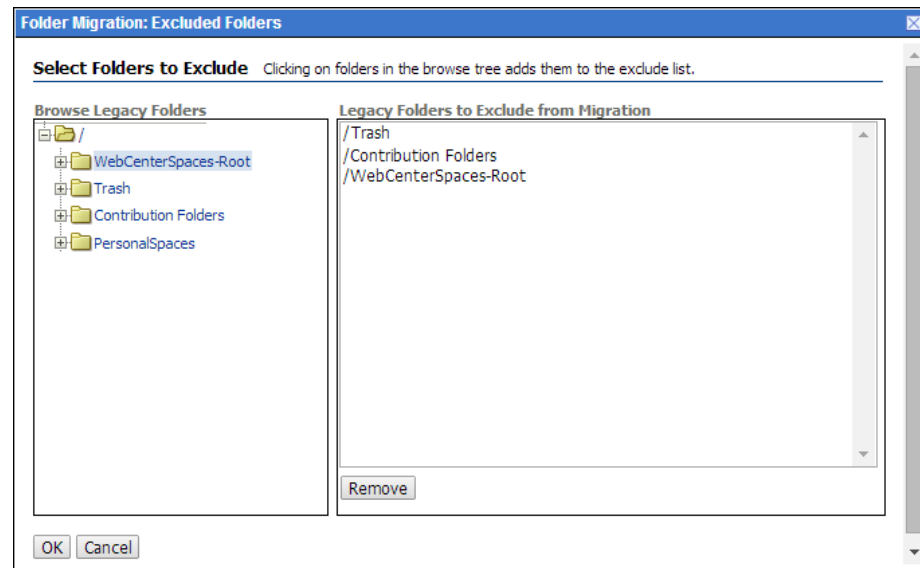 Folder Migration: Excluded Folders
Select Folders to Exclude Clicking on folders in the browse tree adds them to the exclude list.
Browse Legacy Folders
/
WebCenterSpaces-Root
Trash
Contribution Folders
PersonalSpaces
Legacy Folders to Exclude from Migration
/Trash
/Contribution Folders
/WebCenterSpaces-Root
Remove
OK Cancel